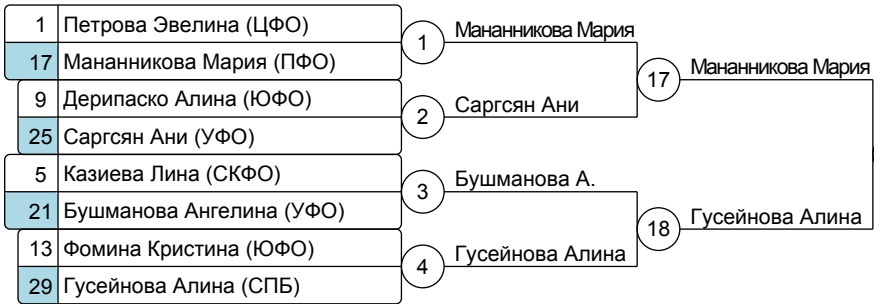 1 Петрова Эвелина (ЦФО)
17 Мананникова Мария (ПФО)
1 Мананникова Мария
9 Дерипаско Алина (ЮФО)
25 Саргсян Ани (УФО)
2 Саргсян Ани
17 Мананникова Мария
5 Казиева Лина (СКФО)
21 Бушманова Ангелина (УФО)
3 Бушманова А.
13 Фомина Кристина (ЮФО)
29 Гусейнова Алина (СПБ)
4 Гусейнова Алина
18 Гусейнова Алина